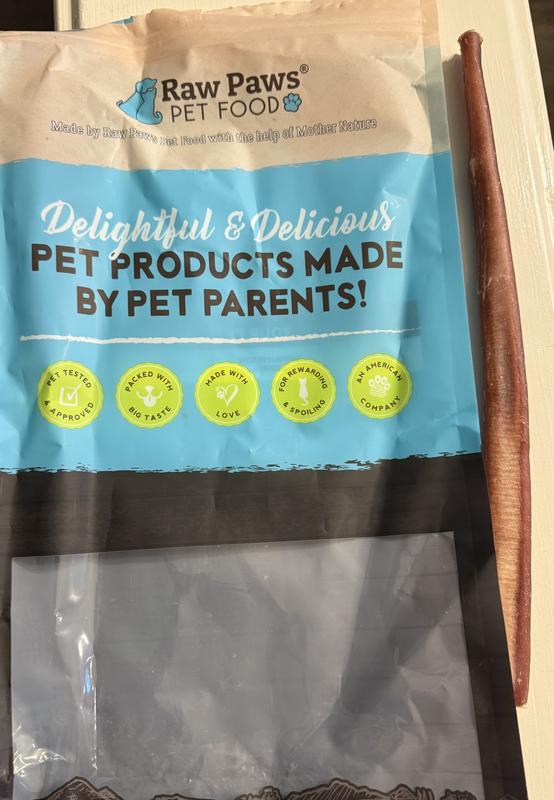 Raw Paws®
PET FOOD
Made by Raw Paws Pet Food with the help of Mother Nature
Delightful & Delicious
PET PRODUCTS MADE
BY PET PARENTS!
PET TESTED
& APPROVED
PACKED WITH
BIG TASTE
MADE WITH
LOVE
FOR REWARDING
& SPOILING
AN AMERICAN
COMPANY